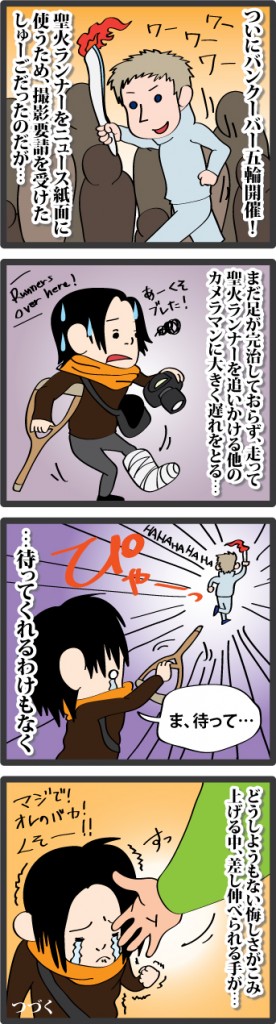 ついにバンクーバー五輪開催！
ワー
ワー
ワー
聖火ランナーをニュース紙面に
使うため、撮影要請を受けた
しゅーごだったのだが…
まだ足が完治しておらず、走って
聖火ランナーを追いかける他の
カメラマンに大きく遅れをとる…
あーくそ
ブレた！
Runners
over here!
HAHAHAHAHA
ぴゃーっ
ま、待って…
…待ってくれるわけもなく
どうしようもない悔しさがこみ
上げる中、差し伸べられる手が…
すっ
マジで！
オレのバカ！
くそー!!
つづく